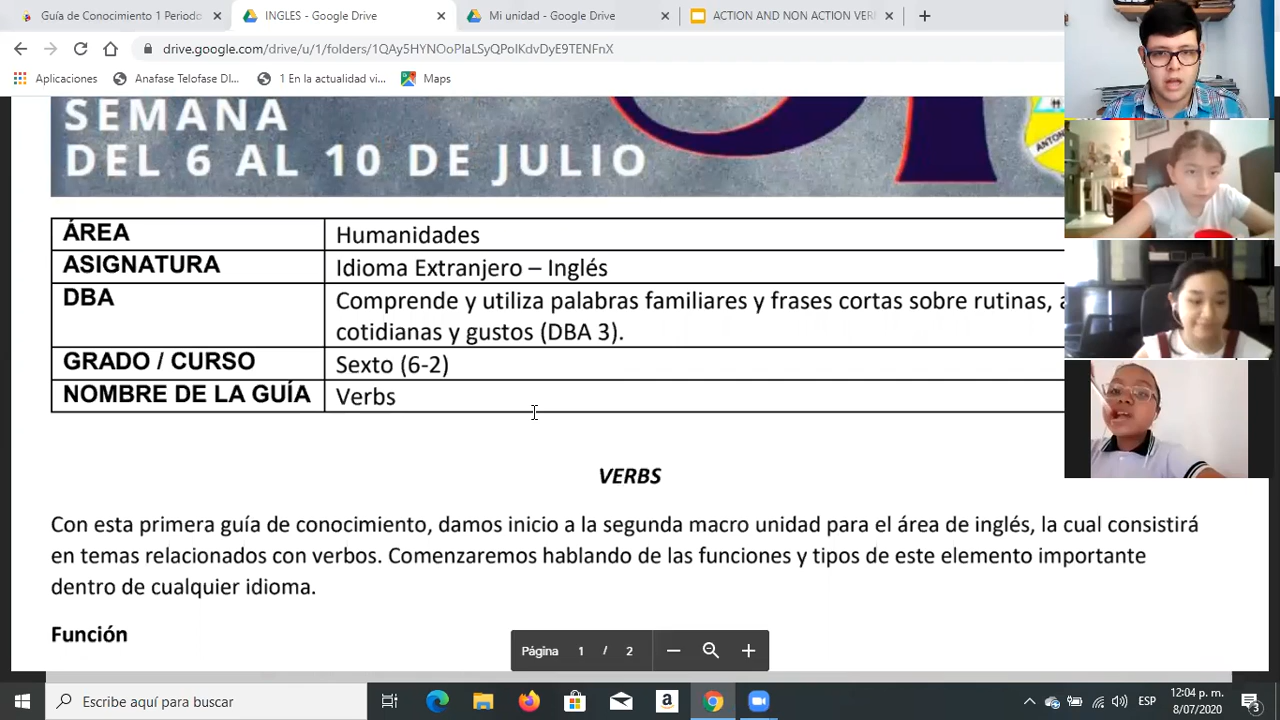 Guía de Conocimiento 1 Periodo
INGLES - Google Drive
IV unidad - Google Drive
ACTION AND NON ACTION VER
drive.google.com/drive/u/1/folders/1QAy5HYNOoPlaLSyQPolKdvDyE9TENFnX
Aplicaciones
Anafase Telofase DI...
1 En la actualidad vi...
Maps
SEMANA
DEL 6 AL 10 DE JULIO
ÁREA Humanidades
ASIGNATURA Idioma Extranjero – Inglés
DBA Comprende y utiliza palabras familiares y frases cortas sobre rutinas,
cotidianas y gustos (DBA 3).
GRADO / CURSO Sexto (6-2)
NOMBRE DE LA GUÍA Verbs
VERBS
Con esta primera guía de conocimiento, damos inicio a la segunda macro unidad para el área de inglés, la cual consistirá
en temas relacionados con verbos. Comenzaremos hablando de las funciones y tipos de este elemento importante
dentro de cualquier idioma.
Función
Página 1 / 2
Escribe aquí para buscar
ESP
12:04 p. m.
8/07/2020
3